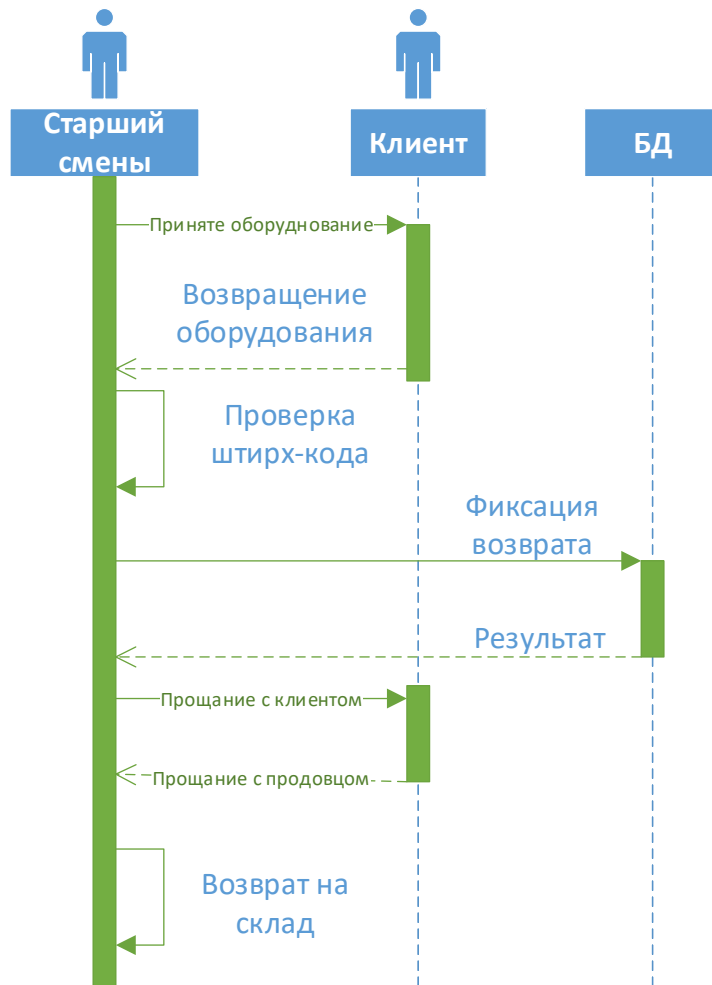 Старший
смены
Клиент
БД
Приняте оборуднование
Возвращение
оборудования
Проверка
штирх-кода
Фиксация
возврата
Результат
Прощание с клиентом
Прощание с продовцом
Возврат на
склад